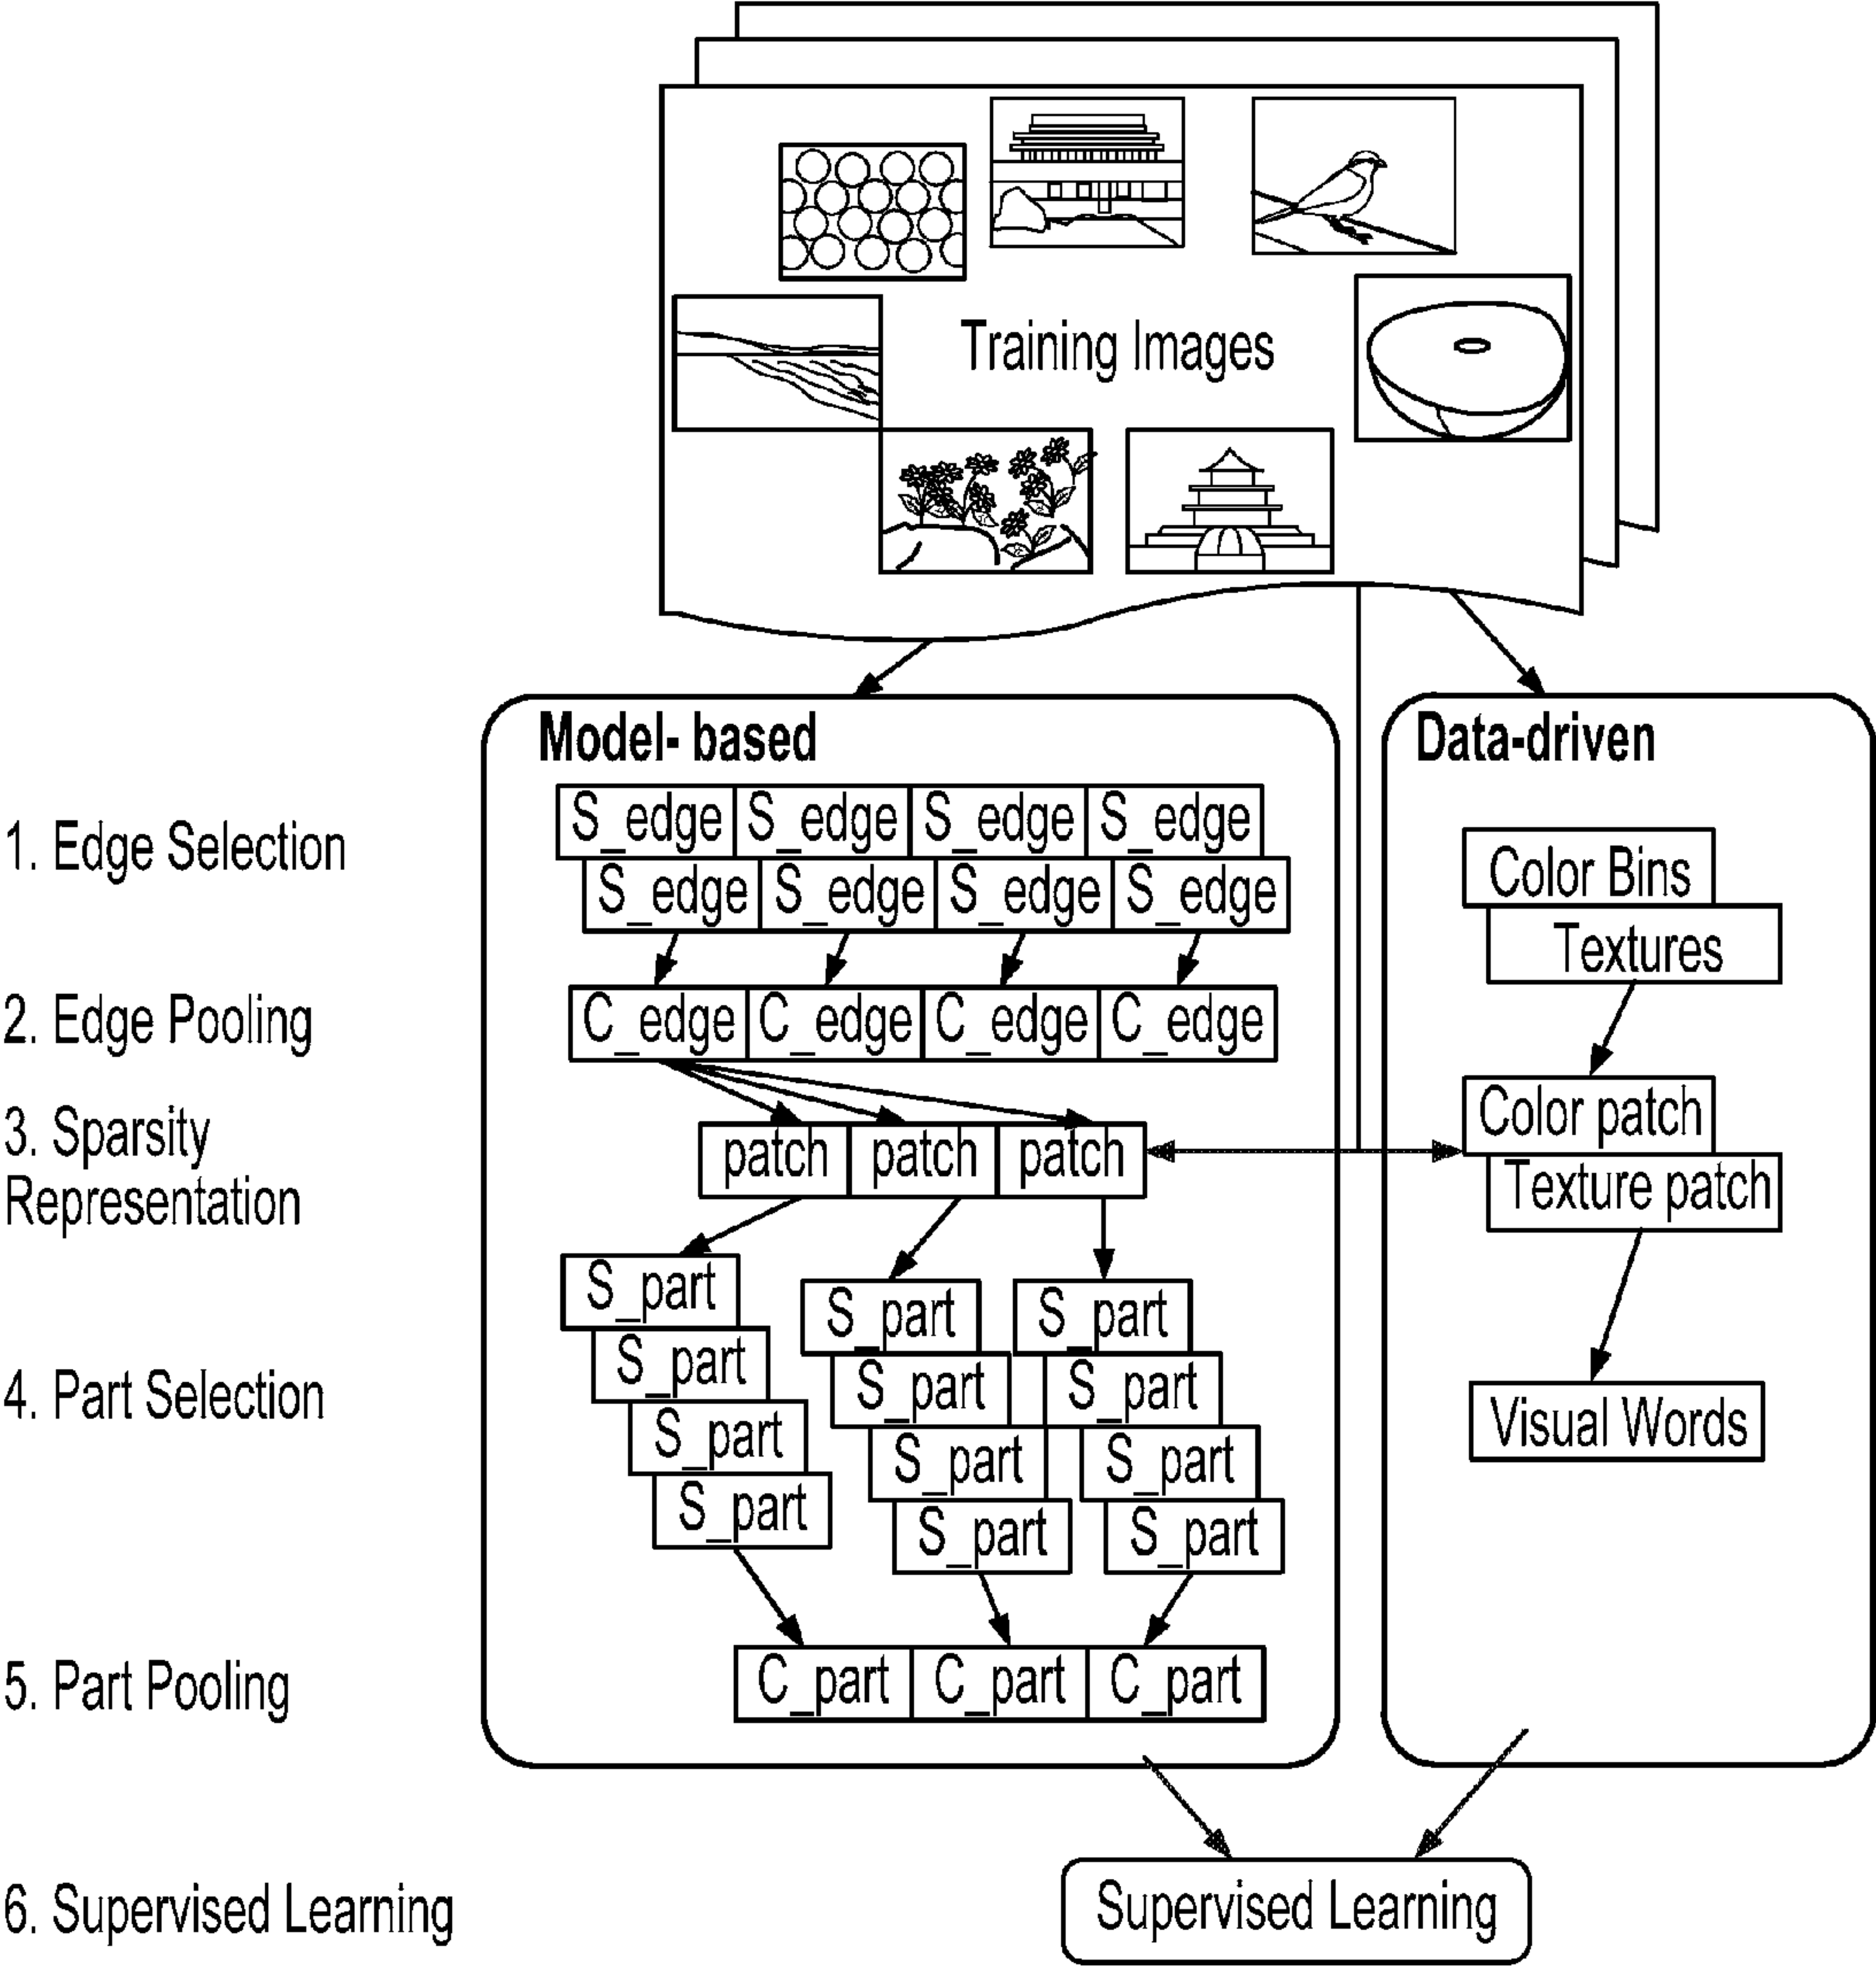 Training Images
Model- based
Data-driven
1. Edge Selection
S_edge S_edge S_edge S_edge
S_edge S_edge S_edge S_edge
Color Bins
Textures
2. Edge Pooling
C_edge C_edge C_edge C_edge
3. Sparsity
Representation
patch patch patch
Color patch
Texture patch
4. Part Selection
S_part S_part S_part
S_part S_part S_part
S_part S_part S_part
S_part S_part S_part
Visual Words
5. Part Pooling
C_part C_part C_part
6. Supervised Learning
Supervised Learning